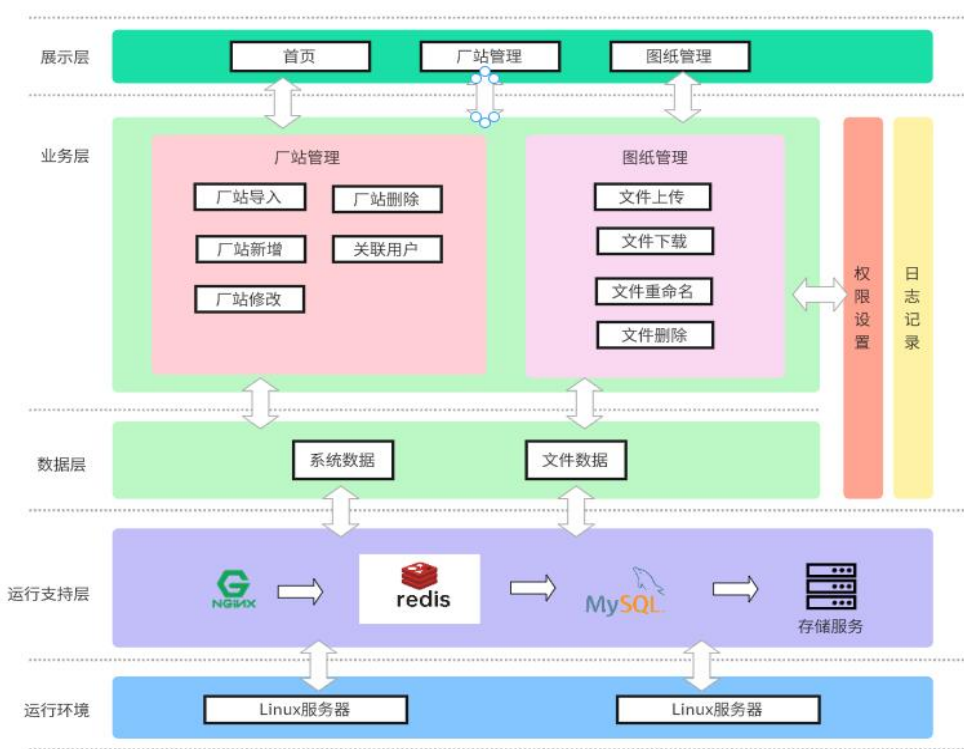 展示层
首页
厂站管理
图纸管理
业务层
厂站管理
厂站导入
厂站删除
厂站新增
关联用户
厂站修改
图纸管理
文件上传
文件下载
文件重命名
文件删除
权限设置
日志记录
数据层
系统数据
文件数据
运行支持层
NGINX
redis
MySQL
存储服务
运行环境
Linux服务器
Linux服务器